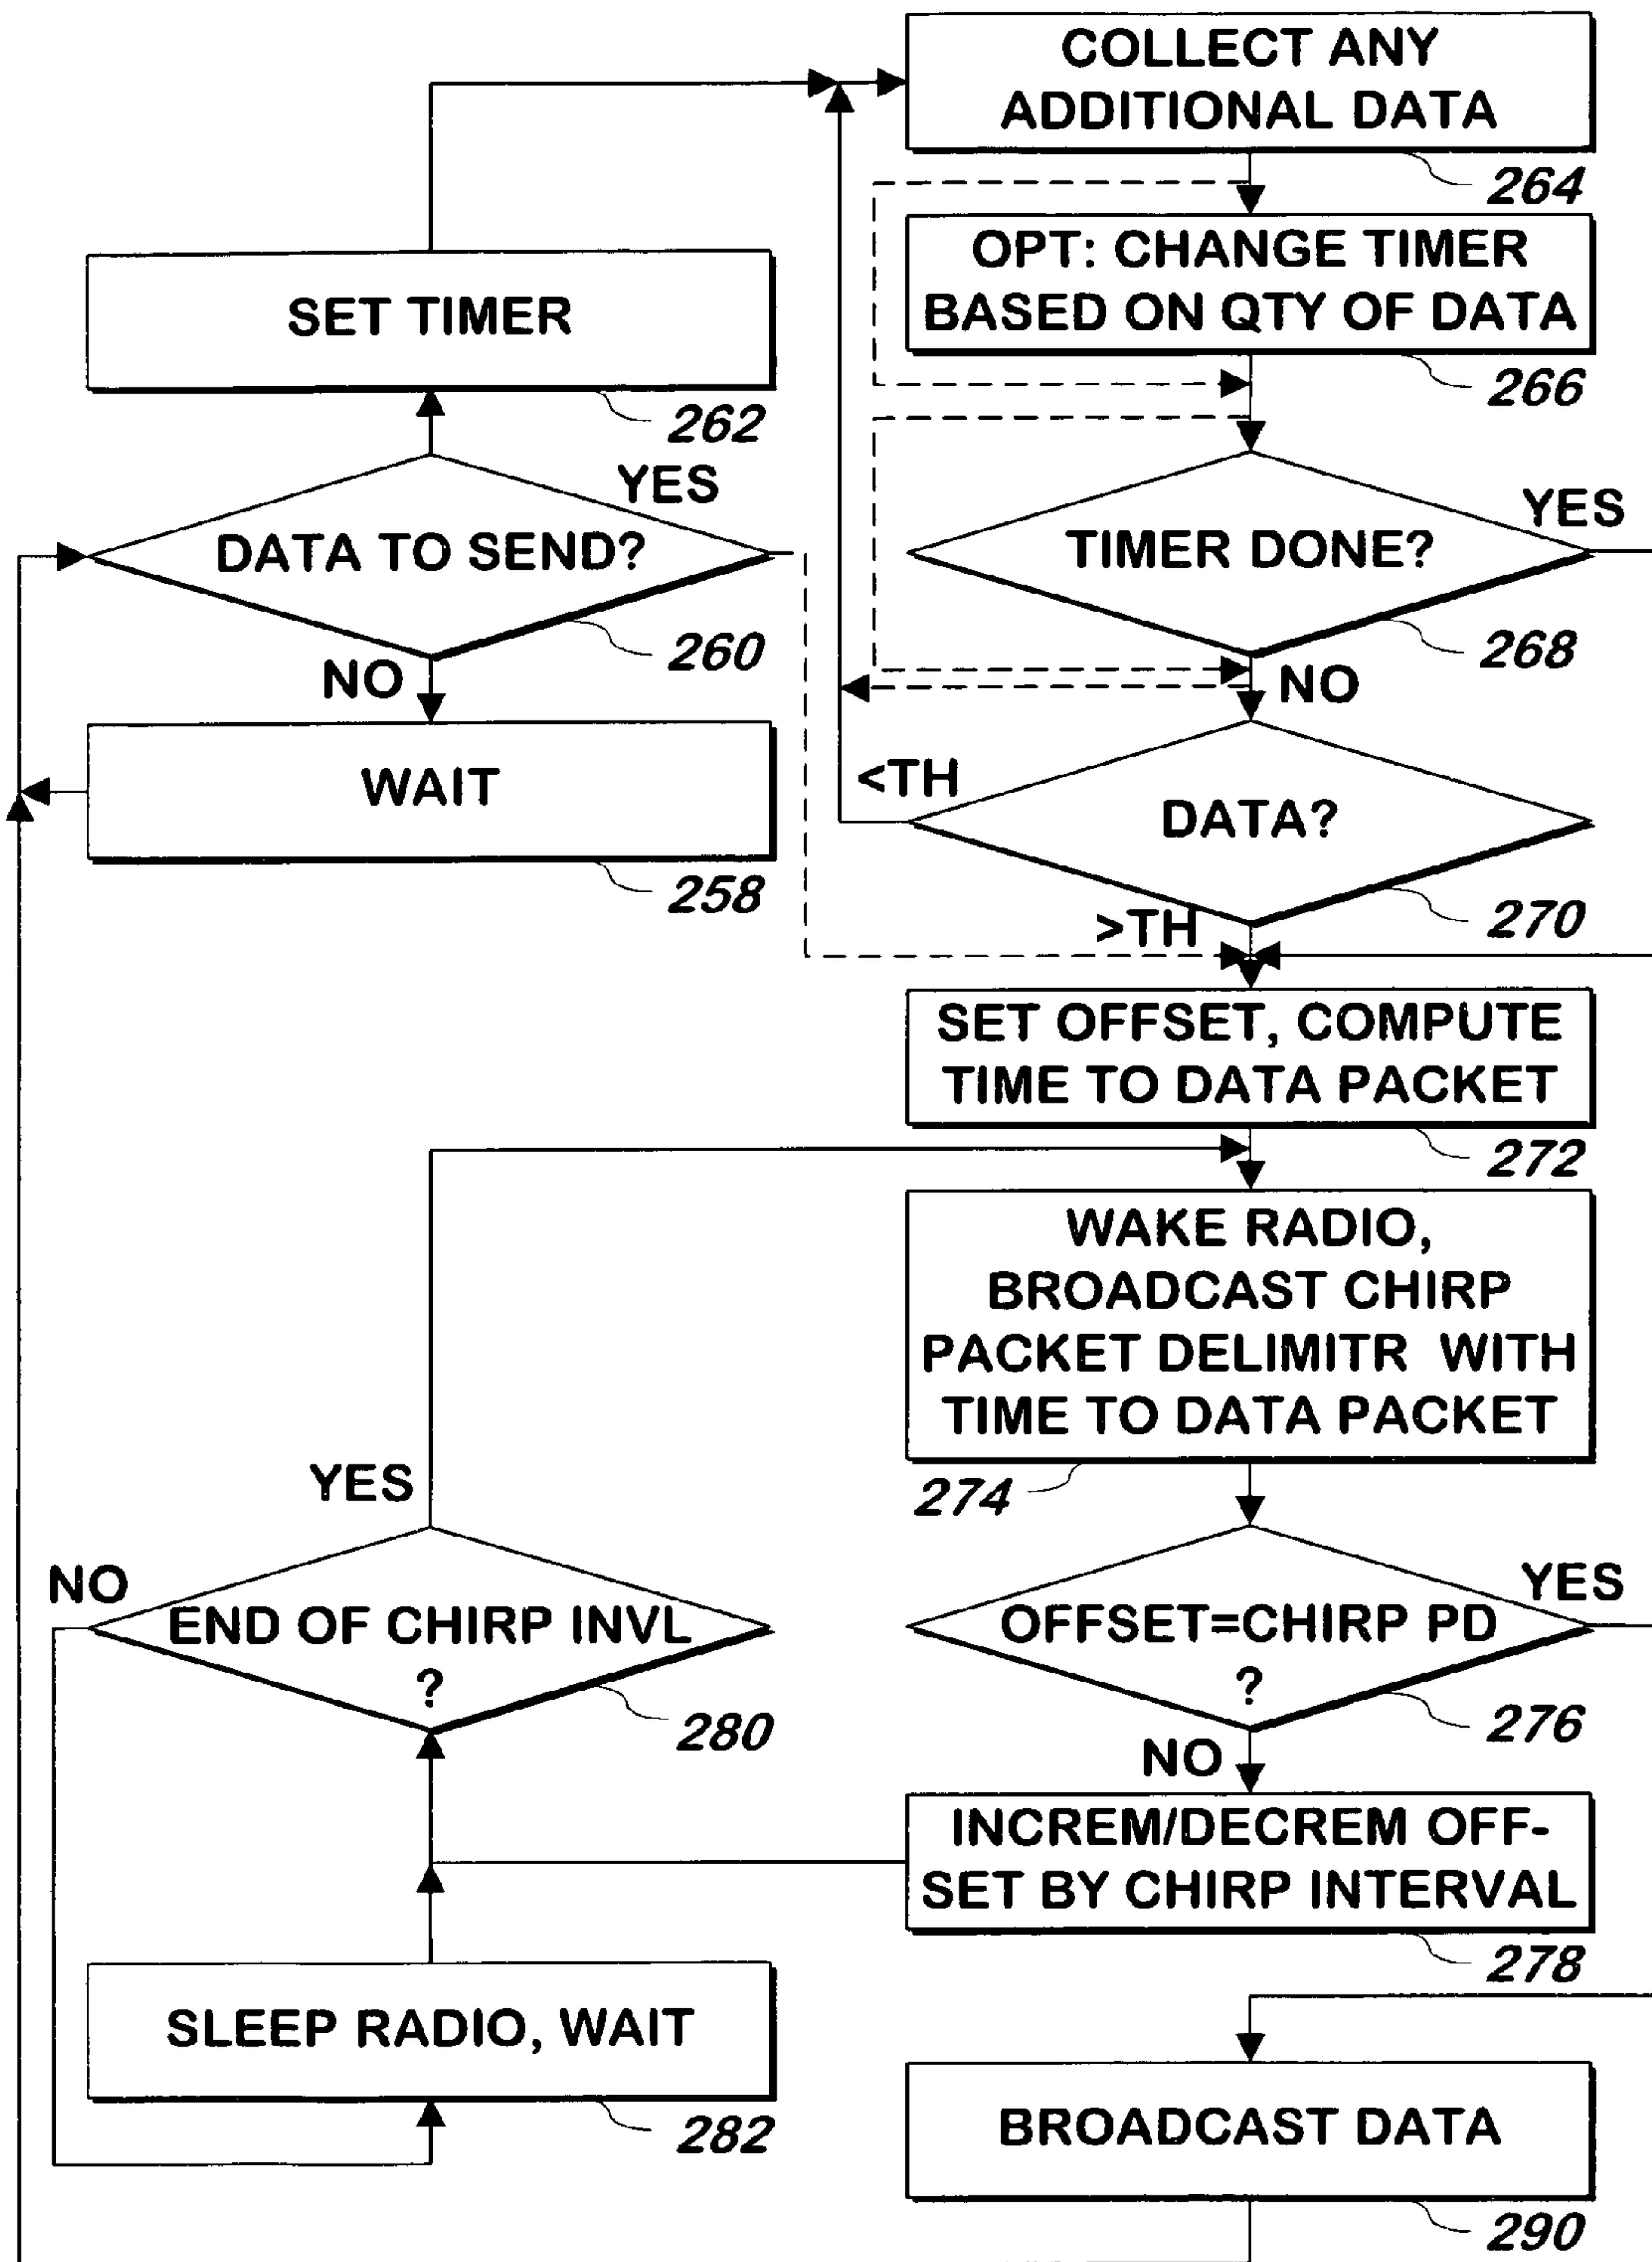 COLLECT ANY
ADDITIONAL DATA
264
OPT: CHANGE TIMER
BASED ON QTY OF DATA
266
SET TIMER
262
YES
DATA TO SEND?
260
NO
WAIT
258
YES
TIMER DONE?
268
NO
<TH
DATA?
270
>TH
SET OFFSET, COMPUTE
TIME TO DATA PACKET
272
WAKE RADIO,
BROADCAST CHIRP
PACKET DELIMITR WITH
TIME TO DATA PACKET
274
YES
NO
END OF CHIRP INVL
?
280
YES
OFFSET=CHIRP PD
?
276
NO
INCREM/DECREM OFF-
SET BY CHIRP INTERVAL
278
SLEEP RADIO, WAIT
282
BROADCAST DATA
290